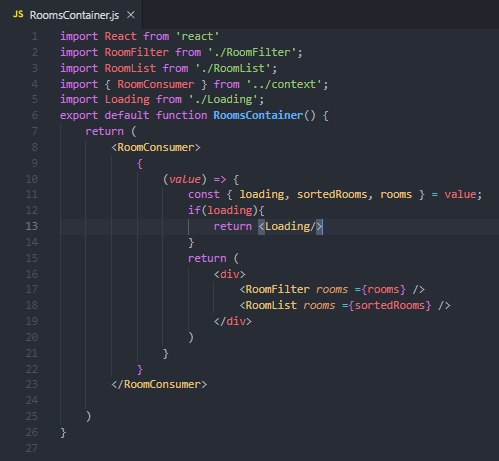 JS RoomsContainer.js ×
1 import React from 'react'
2 import RoomFilter from './RoomFilter';
3 import RoomList from './RoomList';
4 import { RoomConsumer } from '../context';
5 import Loading from './Loading';
6 export default function RoomsContainer() {
7     return (
8         <RoomConsumer>
9             {
10                 (value) => {
11                     const { loading, sortedRooms, rooms } = value;
12                     if(loading){
13                         return <Loading/>
14                     }
15                     return (
16                         <div>
17                             <RoomFilter rooms ={rooms} />
18                             <RoomList rooms ={sortedRooms} />
19                         </div>
20                     )
21                 }
22             }
23         </RoomConsumer>
24
25     )
26 }
27